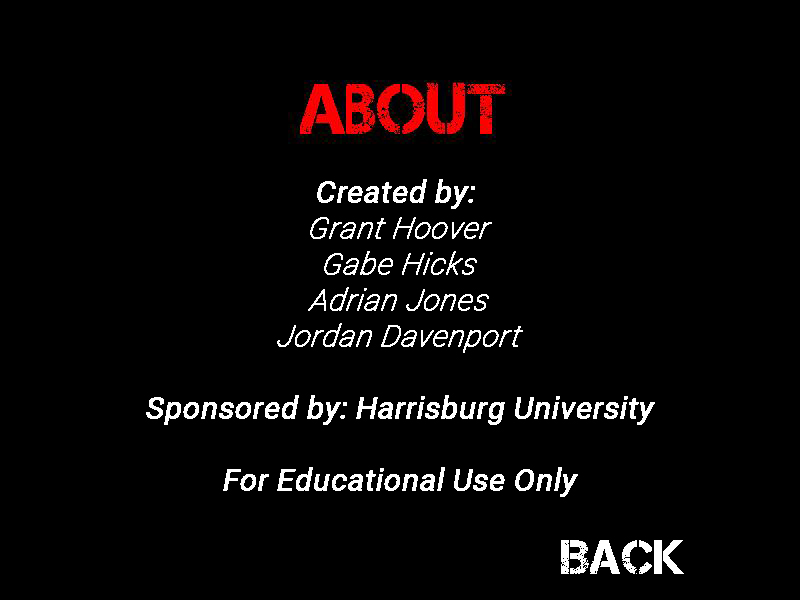 ABOUT
Created by:
Grant Hoover
Gabe Hicks
Adrian Jones
Jordan Davenport
Sponsored by: Harrisburg University
For Educational Use Only
BACK